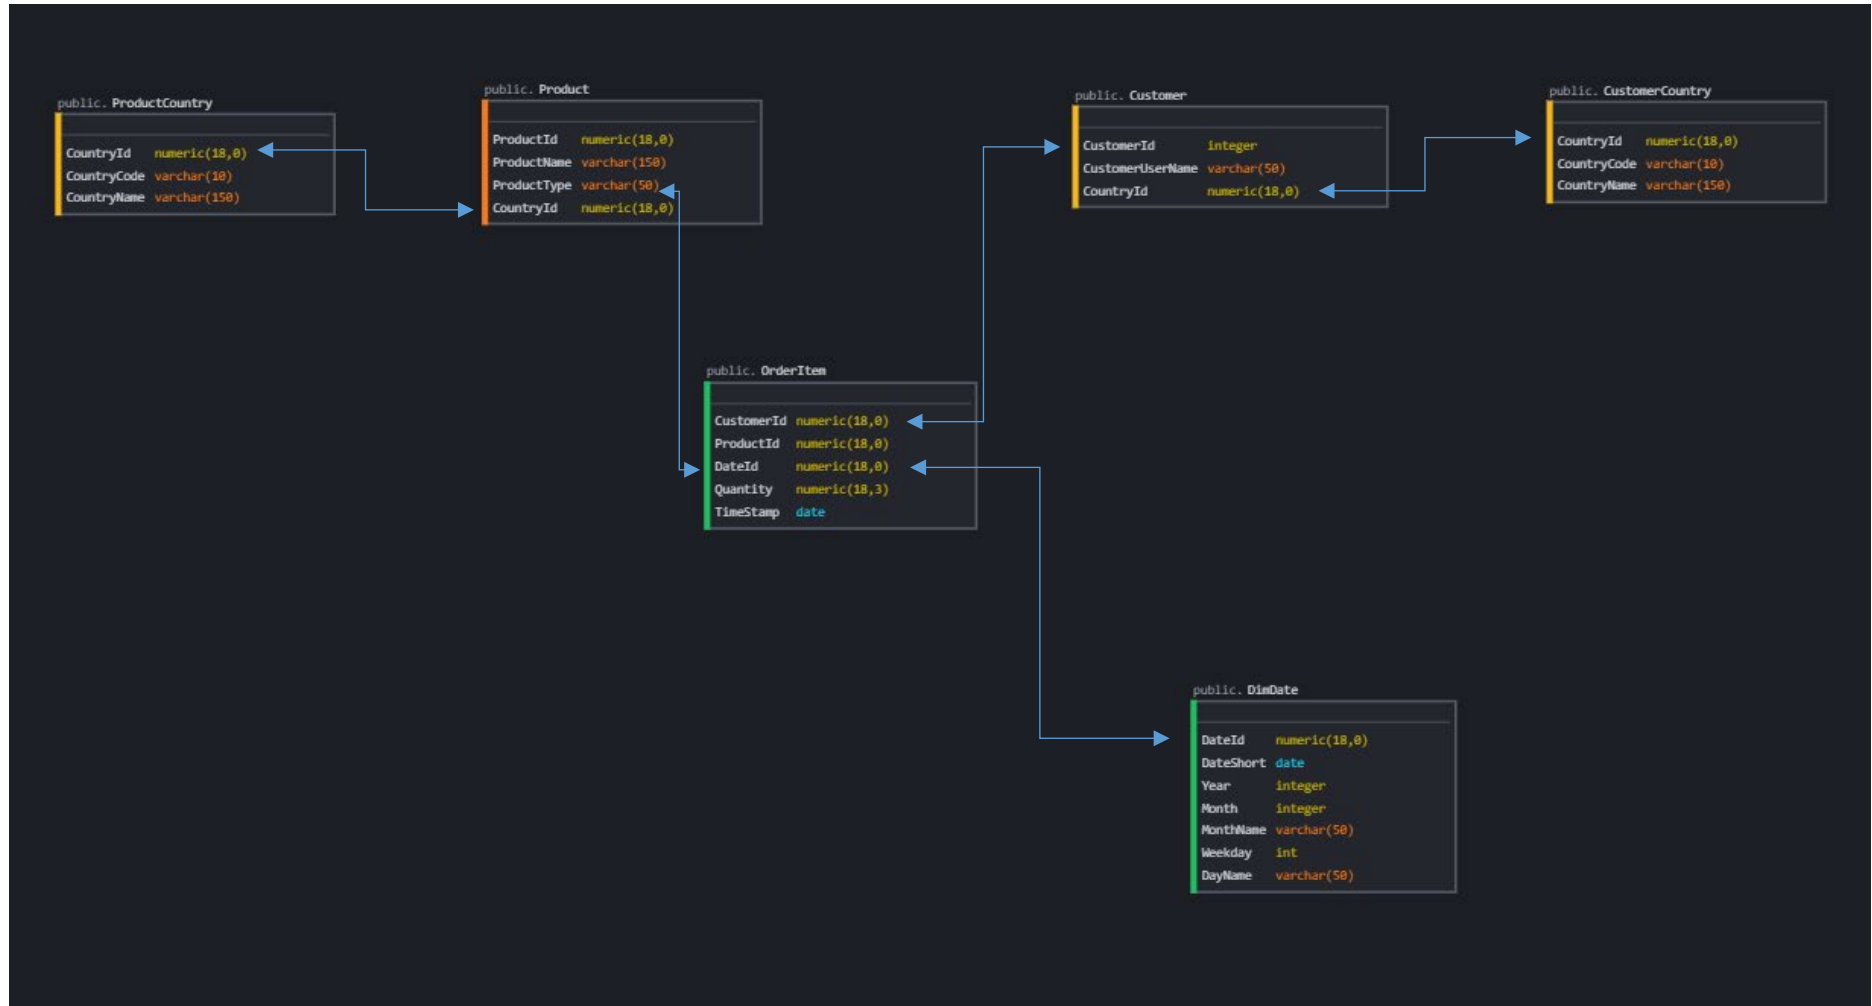 public. ProductCountry
CountryId numeric(18,0)
CountryCode varchar(10)
CountryName varchar(150)
public. Product
ProductId numeric(18,0)
ProductName varchar(150)
ProductType varchar(50)
CountryId numeric(18,0)
public. Customer
CustomerId integer
CustomerUserName varchar(50)
CountryId numeric(18,0)
public. CustomerCountry
CountryId numeric(18,0)
CountryCode varchar(10)
CountryName varchar(150)
public. OrderItem
CustomerId numeric(18,0)
ProductId numeric(18,0)
DateId numeric(18,0)
Quantity numeric(18,3)
TimeStamp date
public. DimDate
DateId numeric(18,0)
DateShort date
Year integer
Month integer
MonthName varchar(50)
Weekday int
DayName varchar(50)